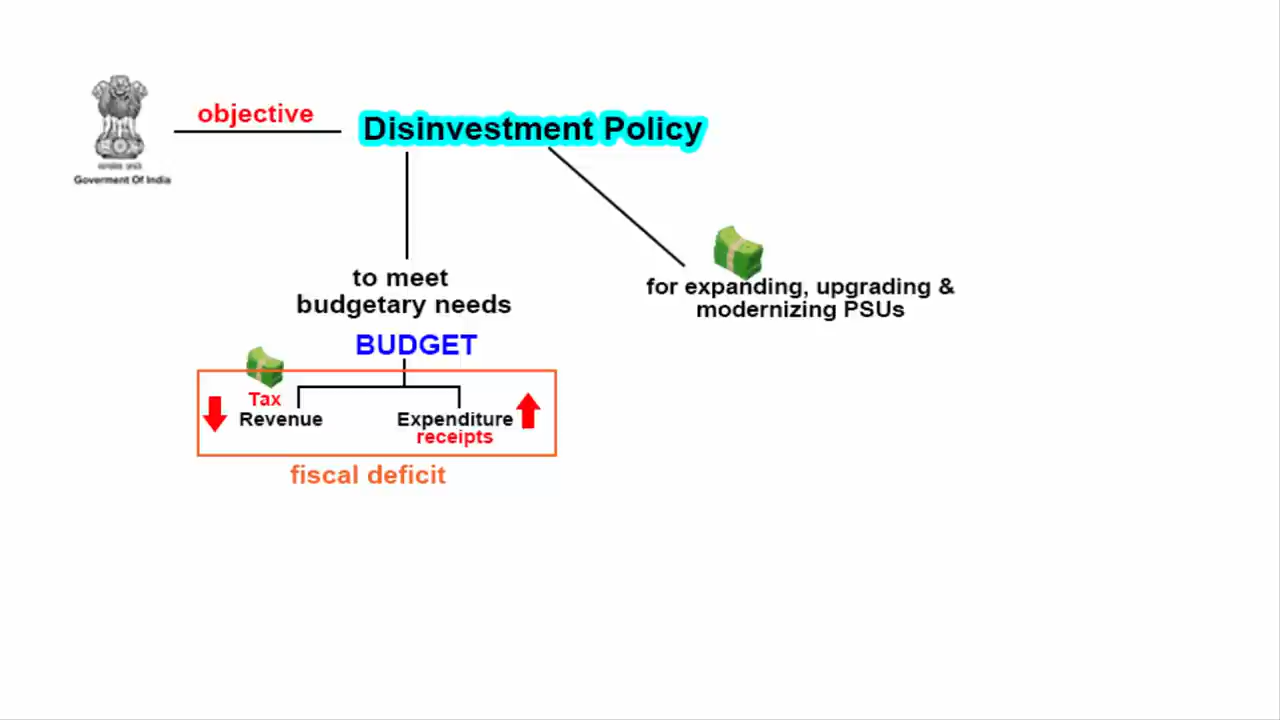 objective
Disinvestment Policy
Goverment Of India
to meet
budgetary needs
for expanding, upgrading &
modernizing PSUs
BUDGET
Tax
Revenue
Expenditure
receipts
fiscal deficit